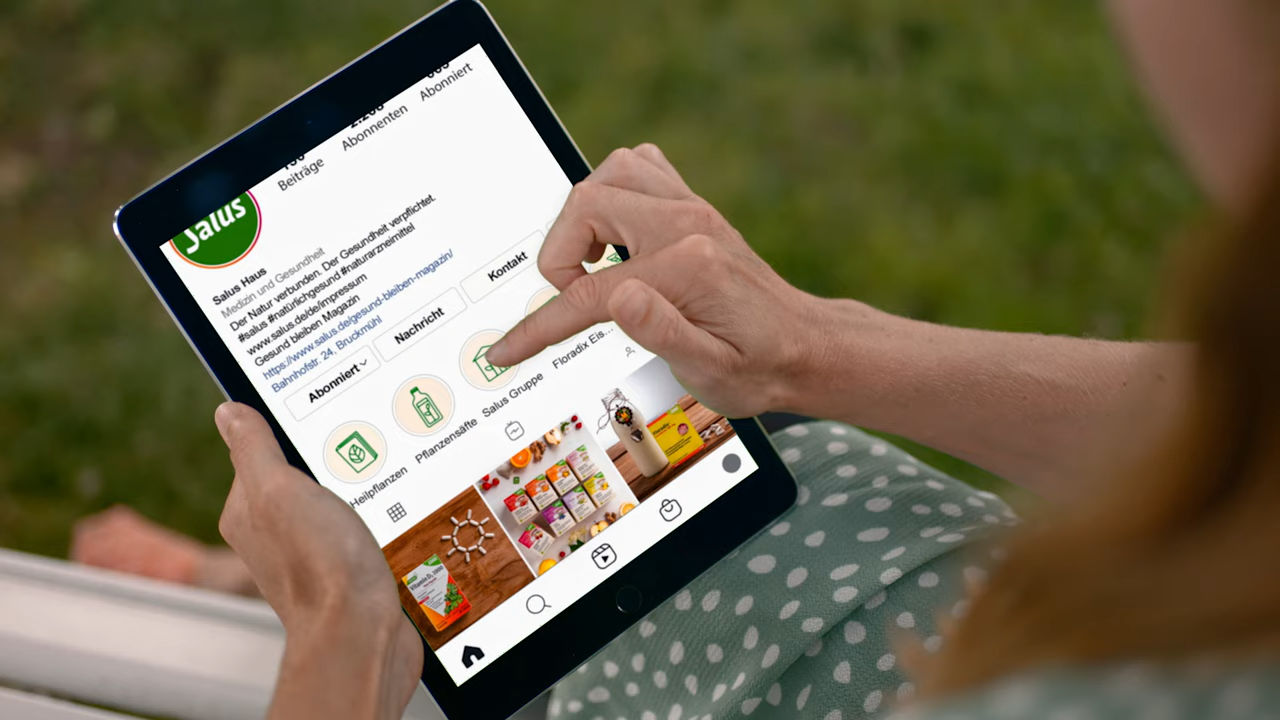 Beiträge
Abonnenten
Abonniert
Salus
Salus Haus
Medizin und Gesundheit
Der Natur verbunden. Der Gesundheit verpflichtet.
#salus #natürlichgesund #naturarzneimittel
www.salus.de/de/impressum
Gesund bleiben Magazin
https://www.salus.de/gesund-bleiben-magazin/
Bahnhofstr. 24, Bruckmühl
Abonniert
Nachricht
Kontakt
Heilpflanzen
Pflanzensäfte
Salus Gruppe
Floradix Eis...